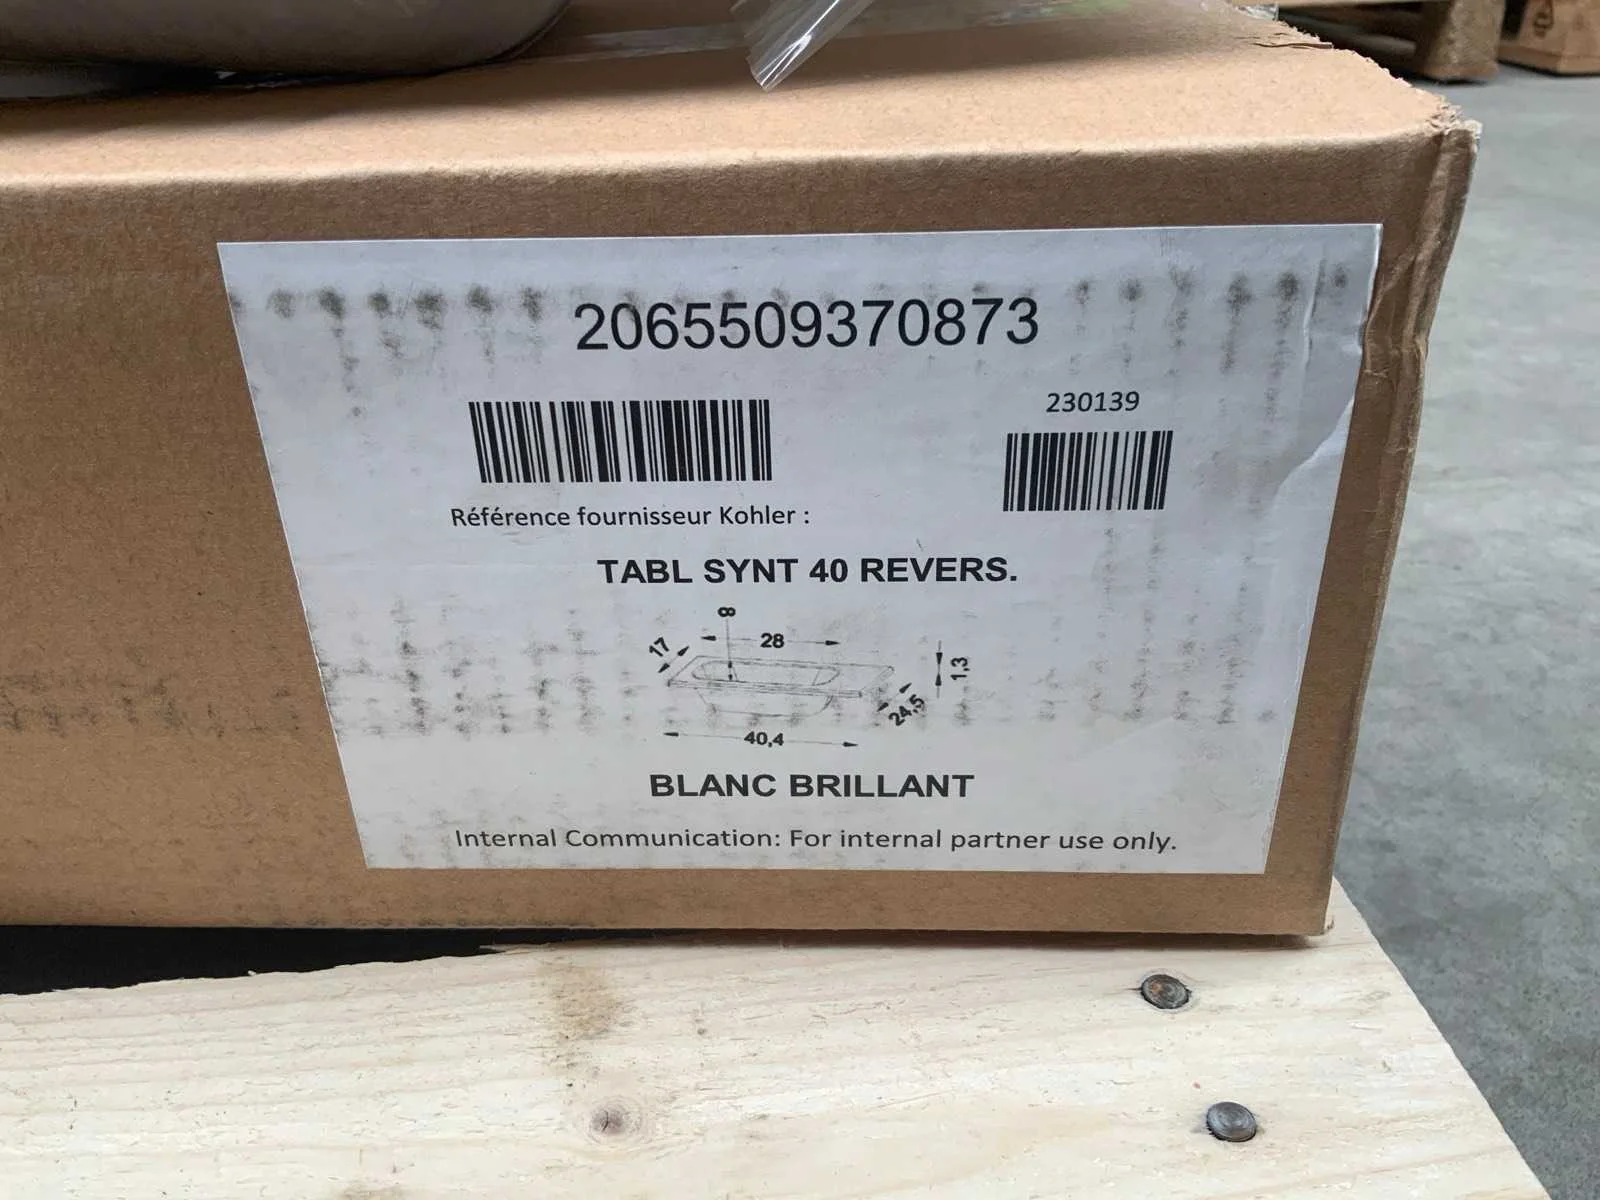 2065509370873
230139
Référence fournisseur Kohler :
TABL SYNT 40 REVERS.
8
17
28
1,3
24,5
40,4
BLANC BRILLANT
Internal Communication: For internal partner use only.